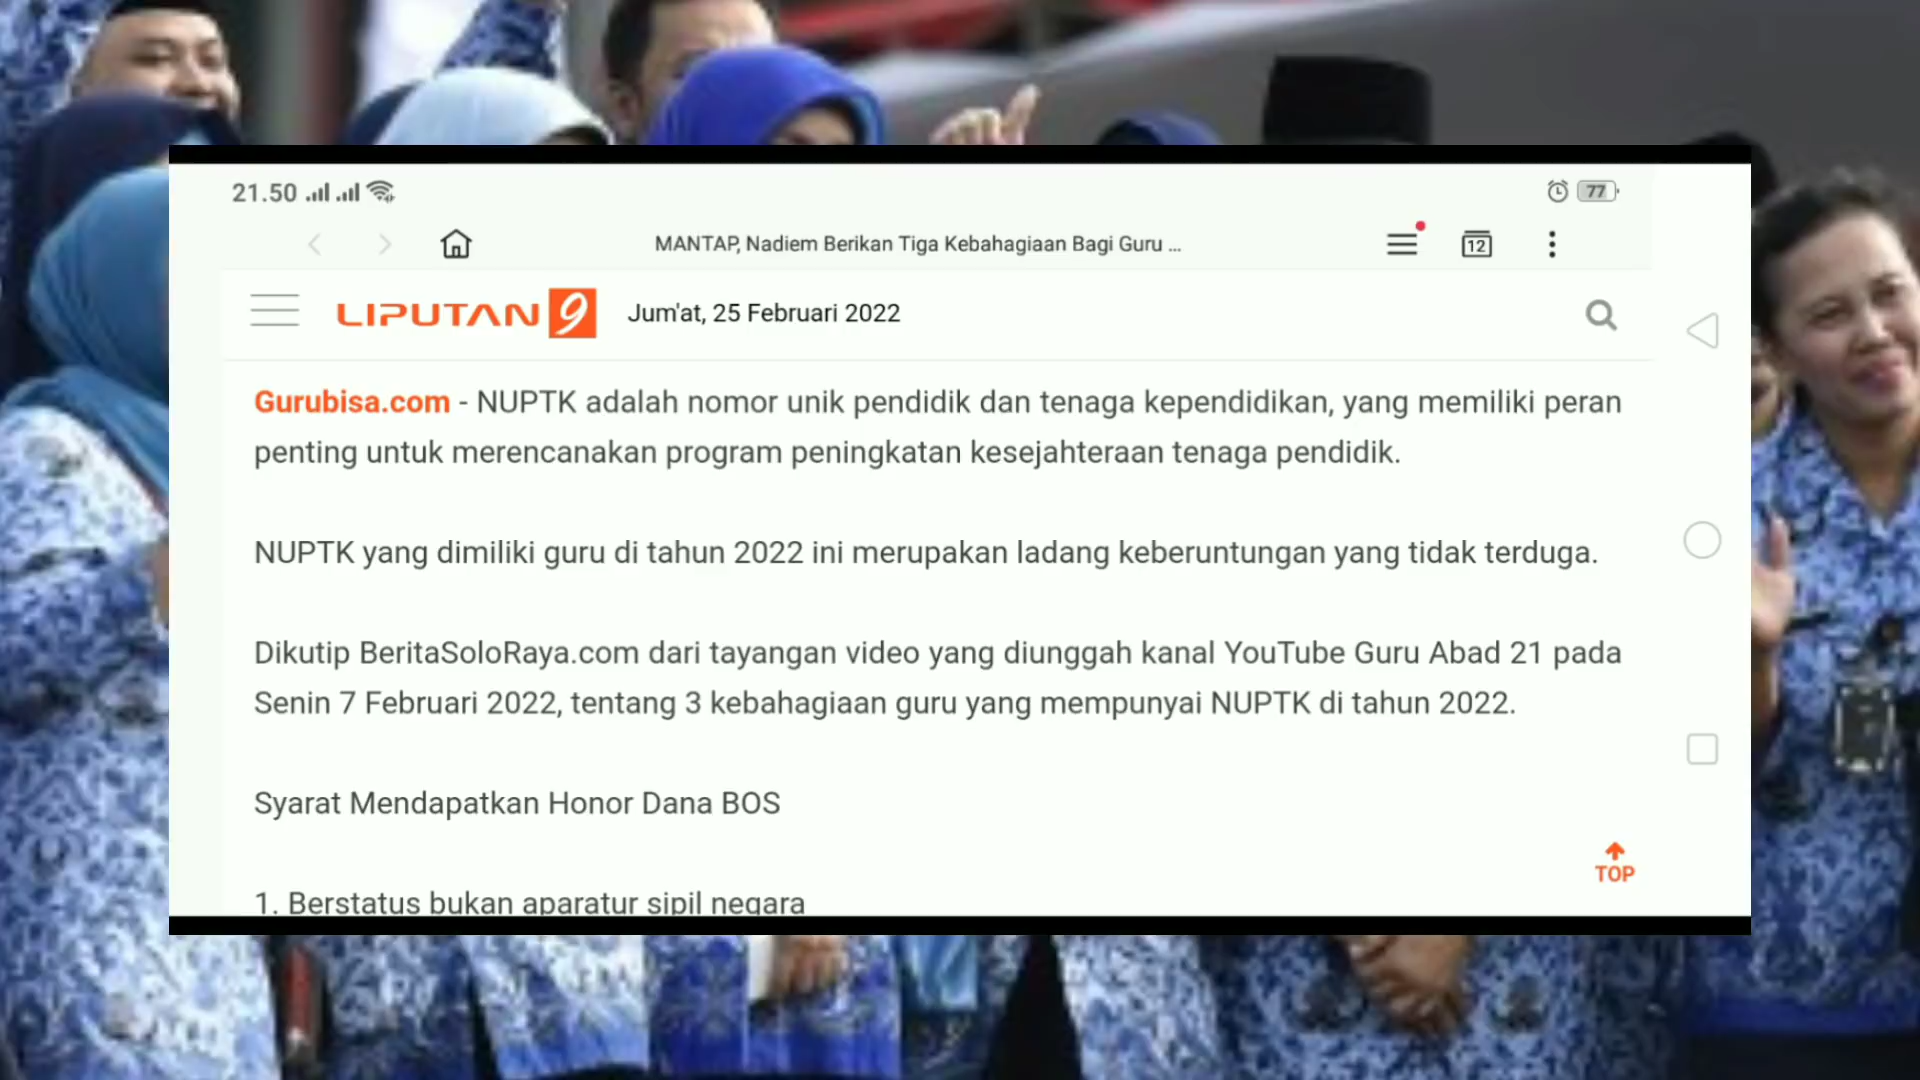 21.50
77
MANTAP, Nadiem Berikan Tiga Kebahagiaan Bagi Guru ...
12
LIPUTAN 9 Jum'at, 25 Februari 2022
Gurubisa.com - NUPTK adalah nomor unik pendidik dan tenaga kependidikan, yang memiliki peran
penting untuk merencanakan program peningkatan kesejahteraan tenaga pendidik.
NUPTK yang dimiliki guru di tahun 2022 ini merupakan ladang keberuntungan yang tidak terduga.
Dikutip BeritaSoloRaya.com dari tayangan video yang diunggah kanal YouTube Guru Abad 21 pada
Senin 7 Februari 2022, tentang 3 kebahagiaan guru yang mempunyai NUPTK di tahun 2022.
Syarat Mendapatkan Honor Dana BOS
TOP
1. Berstatus bukan aparatur sipil negara